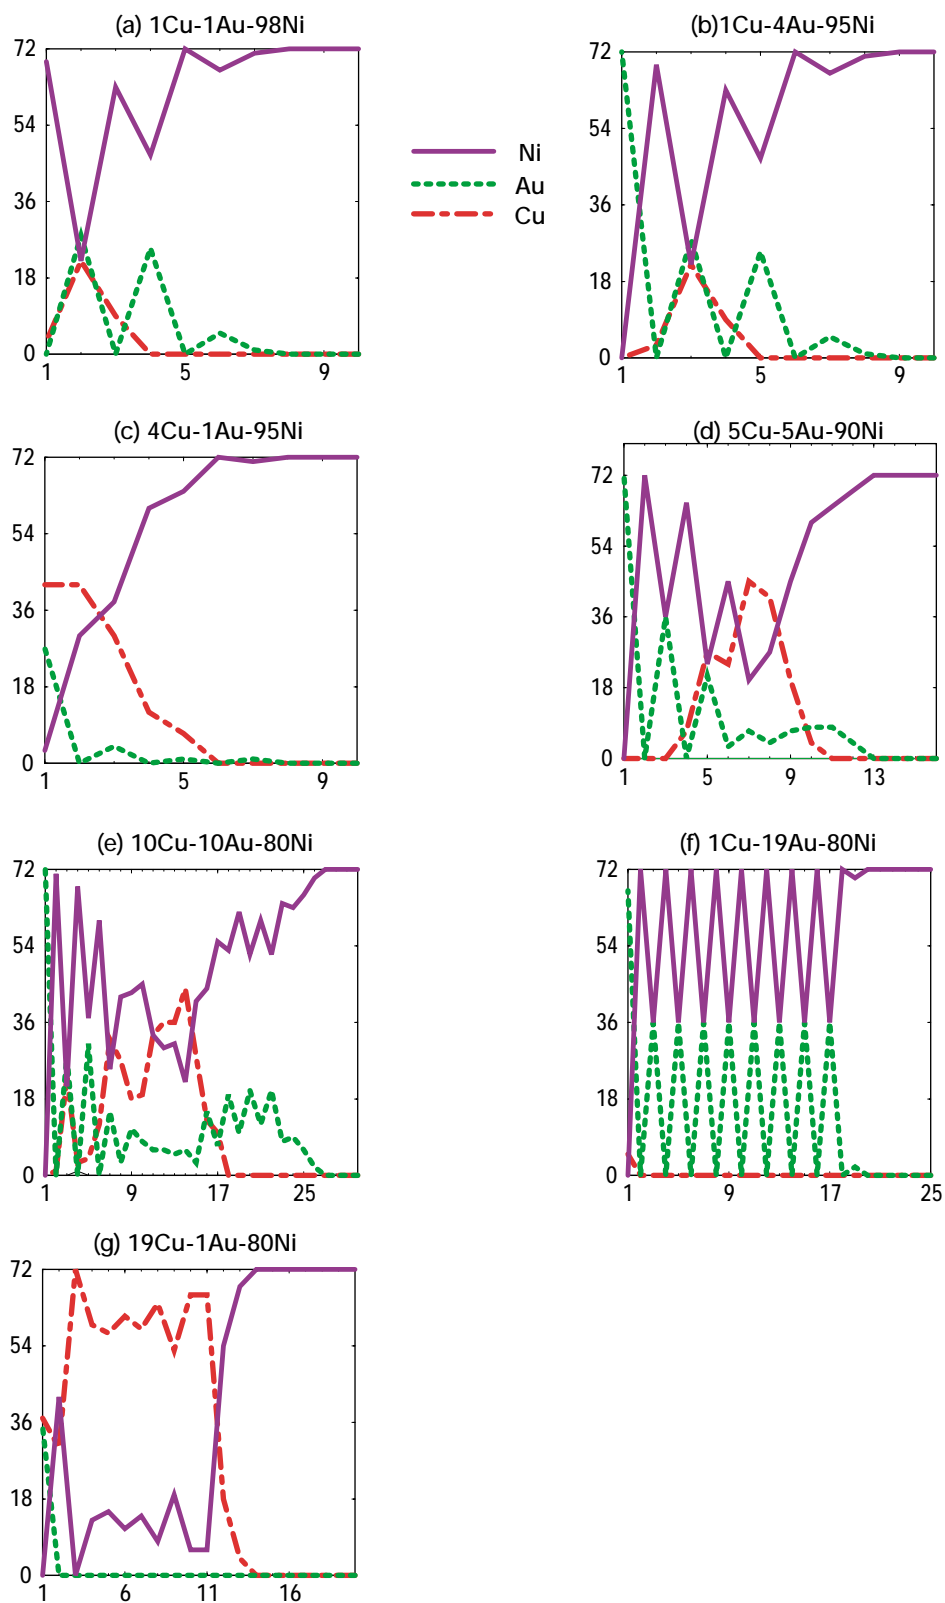 (a) 1Cu-1Au-98Ni
72
54
36
18
0
1 5 9
Ni
Au
Cu
(b)1Cu-4Au-95Ni
72
54
36
18
0
1 5 9
(c) 4Cu-1Au-95Ni
72
54
36
18
0
1 5 9
(d) 5Cu-5Au-90Ni
72
54
36
18
0
1 5 9 13
(e) 10Cu-10Au-80Ni
72
54
36
18
0
1 9 17 25
(f) 1Cu-19Au-80Ni
72
54
36
18
0
1 9 17 25
(g) 19Cu-1Au-80Ni
72
54
36
18
0
1 6 11 16